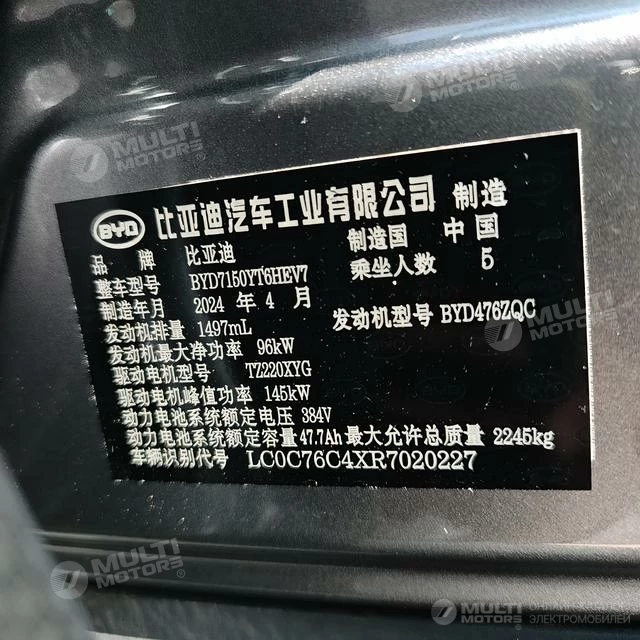 MULTI MOTORS®
MULTI MOTORS®
BYD 比亚迪汽车工业有限公司 制造
品牌 比亚迪 制造国 中国
整车型号 BYD7150YT6HEV7 乘坐人数 5
制造年月 2024 年 4 月
发动机排量 1497mL 发动机型号 BYD476ZQC
发动机最大净功率 96kW
驱动电机型号 TZ220XYG
驱动电机峰值功率 145kW
动力电池系统额定电压 384V
动力电池系统额定容量 47.7Ah 最大允许总质量 2245kg
车辆识别代号 LC0C76C4XR7020227
MULTI MOTORS®
MULTI MOTORS®
MULTI MOTORS®
ЭЛЕКТРОМОБИЛЕЙ